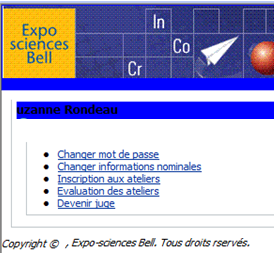 Expo
sciences
Bell
In
Co
Cr
uzanne Rondeau
Changer mot de passe
Changer informations nominales
Inscription aux ateliers
Evaluation des ateliers
Devenir juge
Copyright © , Expo-sciences Bell. Tous droits rservés.